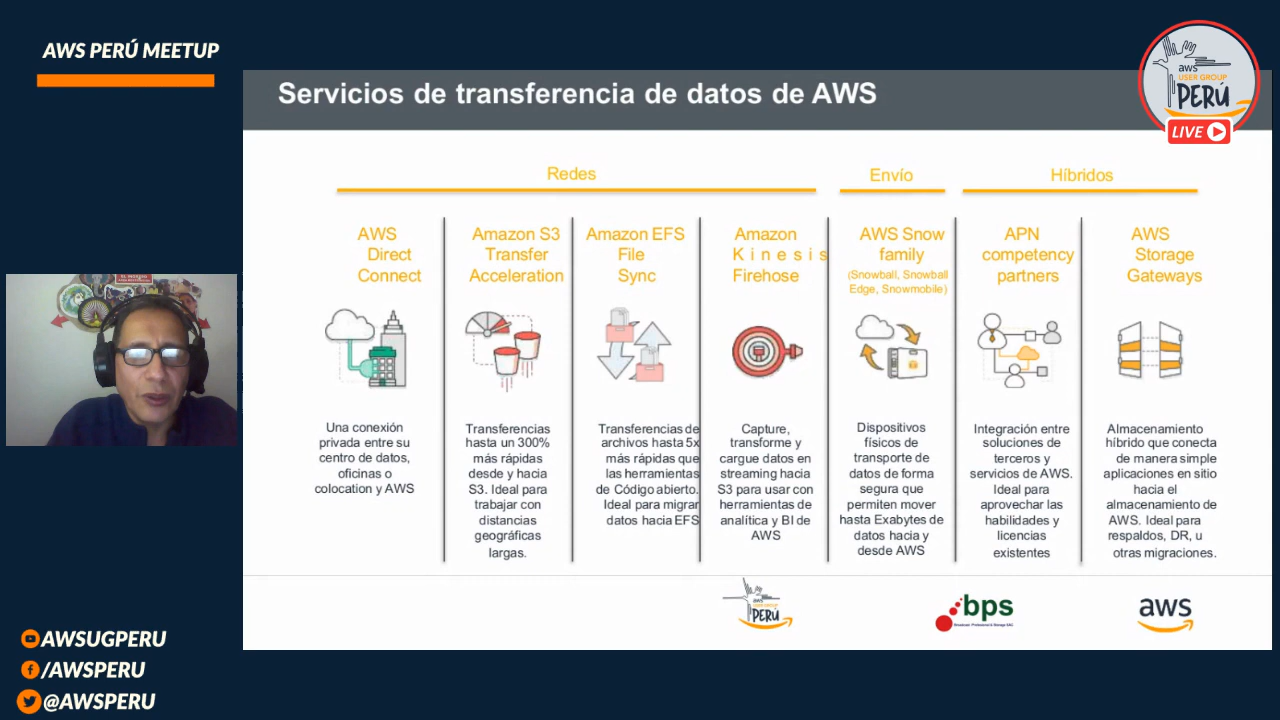 AWS PERÚ MEETUP
aws
USER GROUP
PERÚ
LIVE
Servicios de transferencia de datos de AWS
Redes
Envío
Híbridos
AWS
Direct
Connect
Amazon S3
Transfer
Acceleration
Amazon EFS
File
Sync
Amazon
Kinesis
Firehose
AWS Snow
family
(Snowball, Snowball
Edge, Snowmobile)
APN
competency
partners
AWS
Storage
Gateways
Una conexión
privada entre su
centro de datos,
oficinas o
colocation y AWS
Transferencias
hasta un 300%
más rápidas
desde y hacia
S3. Ideal para
trabajar con
distancias
geográficas
largas.
Transferencias de
archivos hasta 5x
más rápidas que
las herramientas
de Código abierto.
Ideal para migrar
datos hacia EFS
Capture,
transforme y
cargue datos en
streaming hacia
S3 para usar con
herramientas de
analítica y BI de
AWS
Dispositivos
físicos de
transporte de
datos de forma
segura que
permiten mover
hasta Exabytes de
datos hacia y
desde AWS
Integración entre
soluciones de
terceros y
servicios de AWS.
Ideal para
aprovechar las
habilidades y
licencias
existentes
Almacenamiento
híbrido que conecta
de manera simple
aplicaciones en sitio
hacia el
almacenamiento de
AWS. Ideal para
respaldos, DR, u
otras migraciones.
aws
USER GROUP
PERÚ
bps
aws
AWSUGPERU
/AWSPERU
@AWSPERU